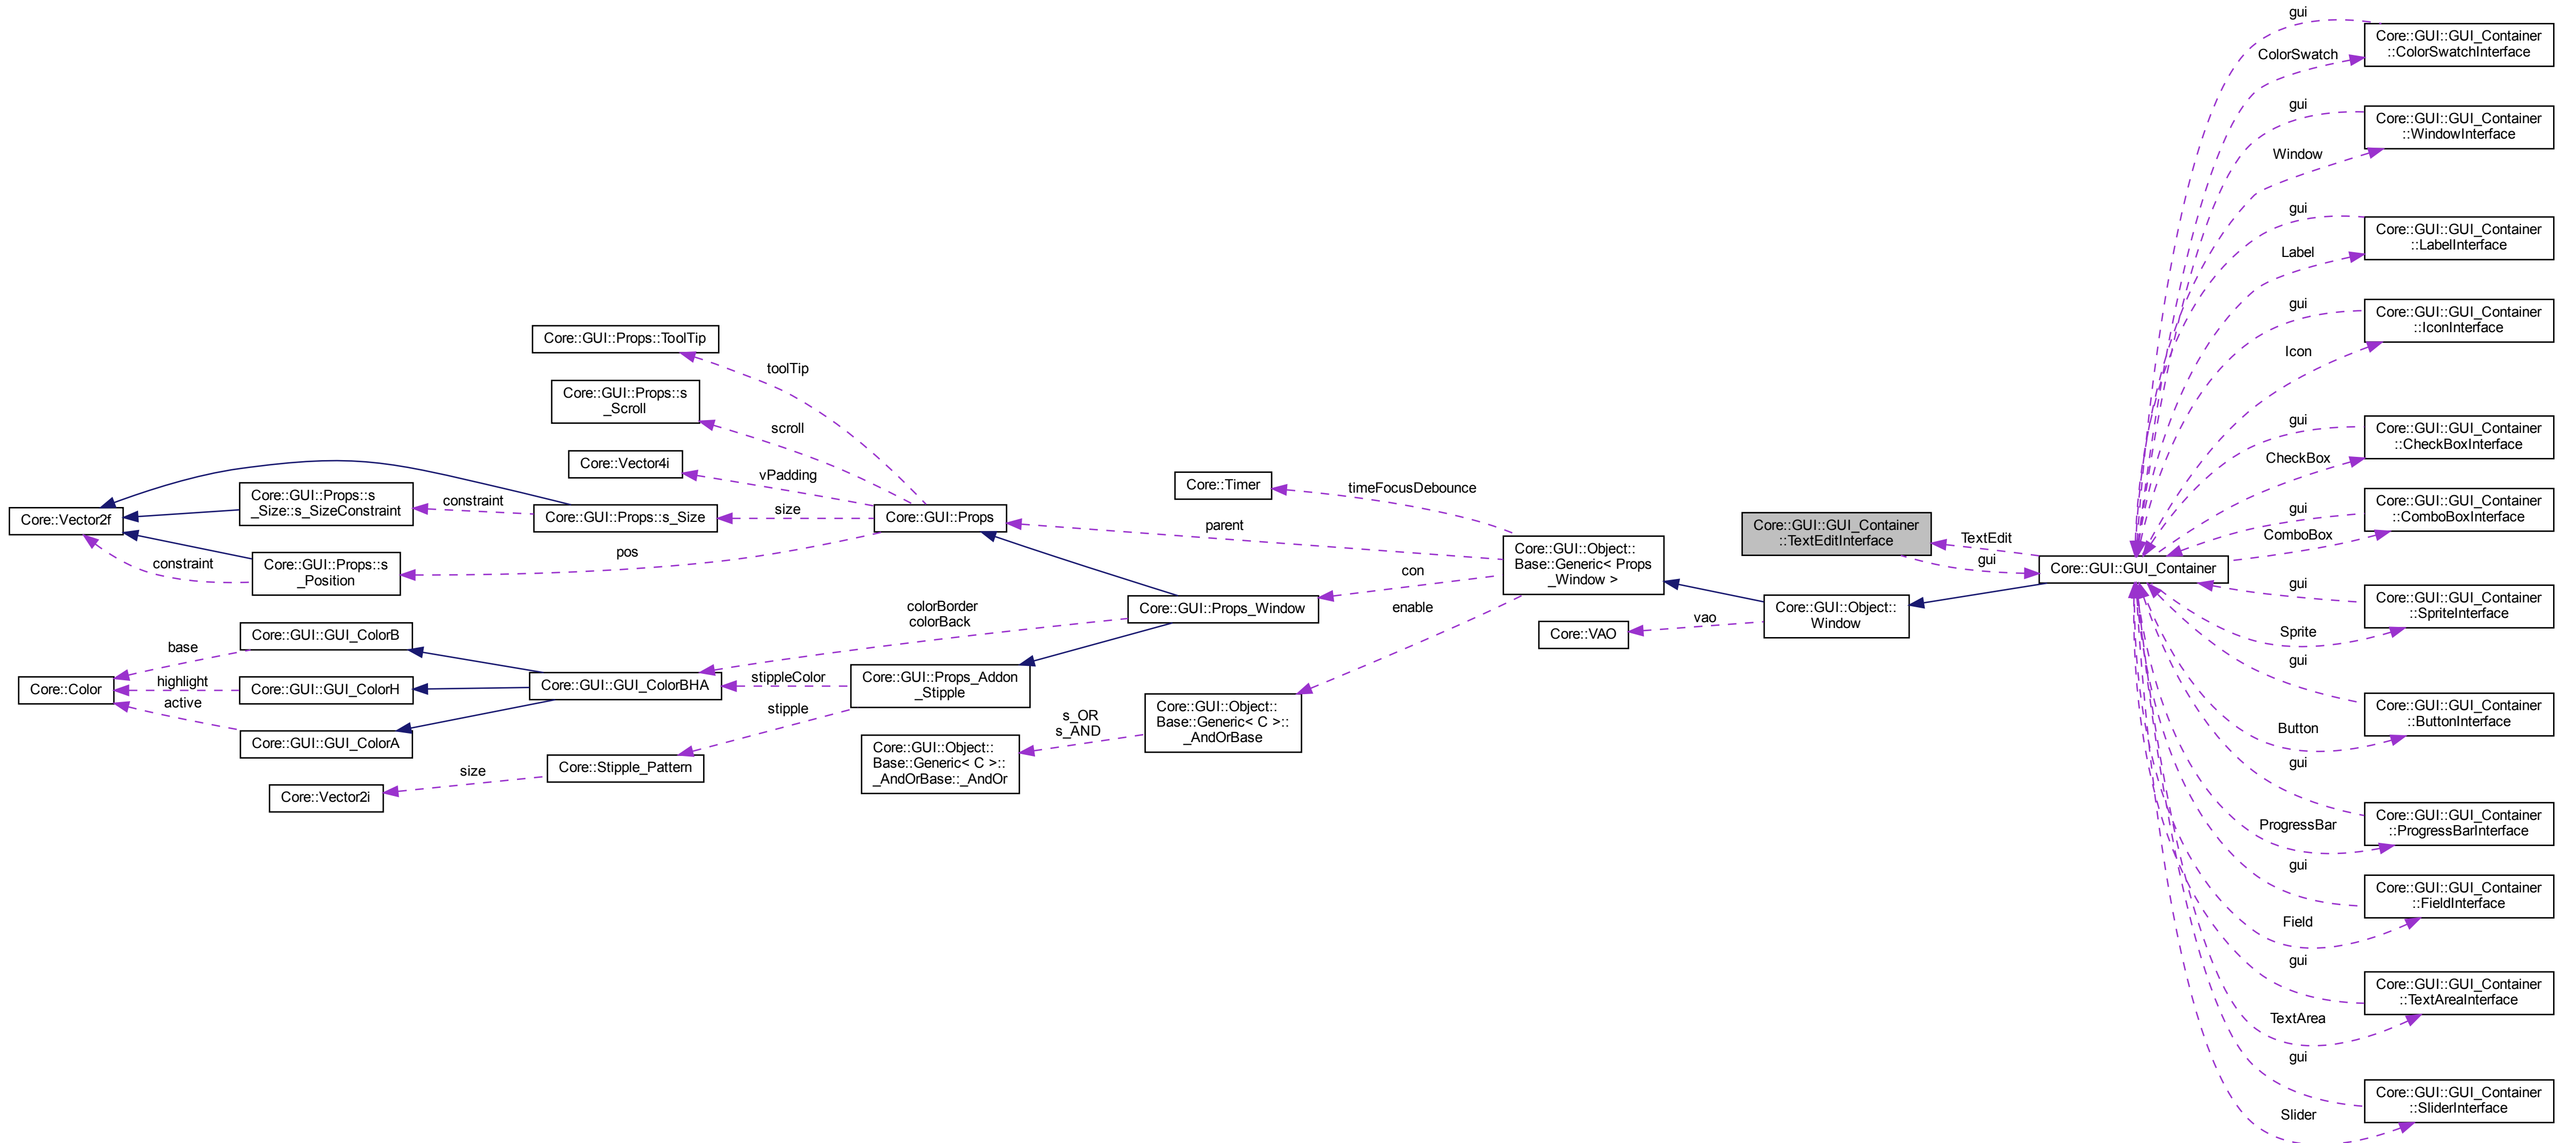 gui
Core::GUI::GUI_Container
::ColorSwatchInterface
ColorSwatch
gui
Core::GUI::GUI_Container
::WindowInterface
Window
gui
Core::GUI::GUI_Container
::LabelInterface
Label
gui
Core::GUI::GUI_Container
::IconInterface
Icon
gui
Core::GUI::GUI_Container
::CheckBoxInterface
CheckBox
gui
Core::GUI::GUI_Container
::ComboBoxInterface
ComboBox
gui
Core::GUI::GUI_Container
::SpriteInterface
Sprite
gui
Core::GUI::GUI_Container
::ButtonInterface
Button
gui
Core::GUI::GUI_Container
::ProgressBarInterface
ProgressBar
gui
Core::GUI::GUI_Container
::FieldInterface
Field
gui
Core::GUI::GUI_Container
::TextAreaInterface
TextArea
gui
Core::GUI::GUI_Container
::SliderInterface
Slider
Core::GUI::Props::ToolTip
toolTip
Core::GUI::Props::s
_Scroll
scroll
Core::Vector4i
vPadding
Core::Vector2f
Core::GUI::Props::s
_Size::s_SizeConstraint
constraint
Core::GUI::Props::s_Size
size
Core::GUI::Props
Core::GUI::Props::s
_Position
constraint
pos
Core::Timer
timeFocusDebounce
parent
con
enable
Core::GUI::Object::
Base::Generic< Props
_Window >
Core::GUI::GUI_Container
::TextEditInterface
TextEdit
gui
Core::GUI::GUI_Container
Core::GUI::Object::
Window
vao
Core::VAO
Core::GUI::Props_Window
colorBorder
colorBack
Core::GUI::GUI_ColorB
base
Core::Color
highlight
active
Core::GUI::GUI_ColorH
Core::GUI::GUI_ColorA
Core::GUI::GUI_ColorBHA
stippleColor
Core::GUI::Props_Addon
_Stipple
stipple
Core::Stipple_Pattern
size
Core::Vector2i
Core::GUI::Object::
Base::Generic< C >::
_AndOrBase
s_OR
s_AND
Core::GUI::Object::
Base::Generic< C >::
_AndOrBase::_AndOr